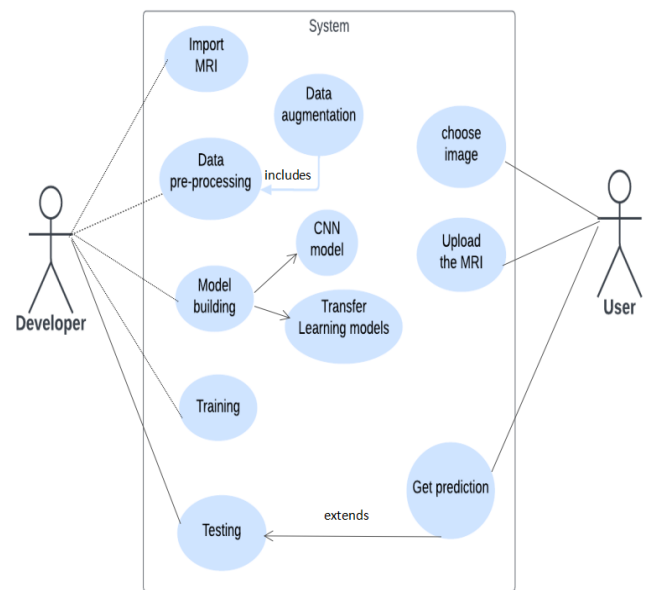 System
Import
MRI
Data
augmentation
choose
image
Data
pre-processing
includes
CNN
model
Upload
the MRI
Developer
User
Model
building
Transfer
Learning models
Training
Get prediction
extends
Testing